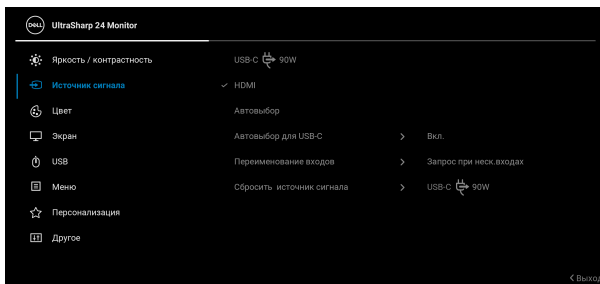 DELL UltraSharp 24 Monitor
Яркость / контрастность USB-C 90W
Источник сигнала HDMI
Цвет Автовыбор
Экран Автовыбор для USB-C Вкл.
USB Переименование входов Запрос при неск.входах
Меню Сбросить источник сигнала USB-C 90W
Персонализация
Другое
Выход